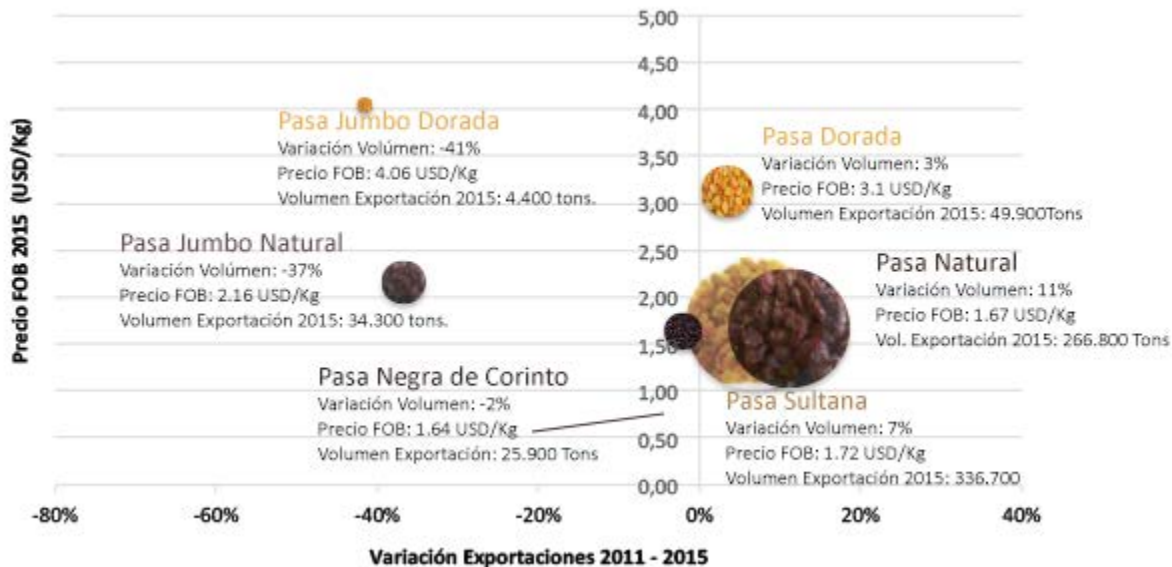 Precio FOB 2015 (USD/Kg)
5,00
4,50
4,00
3,50
3,00
2,50
2,00
1,50
1,00
0,50
0,00
Pasa Jumbo Dorada
Variación Volúmen: -41%
Precio FOB: 4.06 USD/Kg
Volumen Exportación 2015: 4.400 tons.
Pasa Dorada
Variación Volumen: 3%
Precio FOB: 3.1 USD/Kg
Volumen Exportación 2015: 49.900Tons
Pasa Jumbo Natural
Variación Volúmen: -37%
Precio FOB: 2.16 USD/Kg
Volumen Exportación 2015: 34.300 tons.
Pasa Natural
Variación Volumen: 11%
Precio FOB: 1.67 USD/Kg
Vol. Exportación 2015: 266.800 Tons
Pasa Negra de Corinto
Variación Volumen: -2%
Precio FOB: 1.64 USD/Kg
Volumen Exportación: 25.900 Tons
Pasa Sultana
Variación Volumen: 7%
Precio FOB: 1.72 USD/Kg
Volumen Exportación 2015: 336.700
-80% -60% -40% -20% 0% 20% 40%
Variación Exportaciones 2011 - 2015